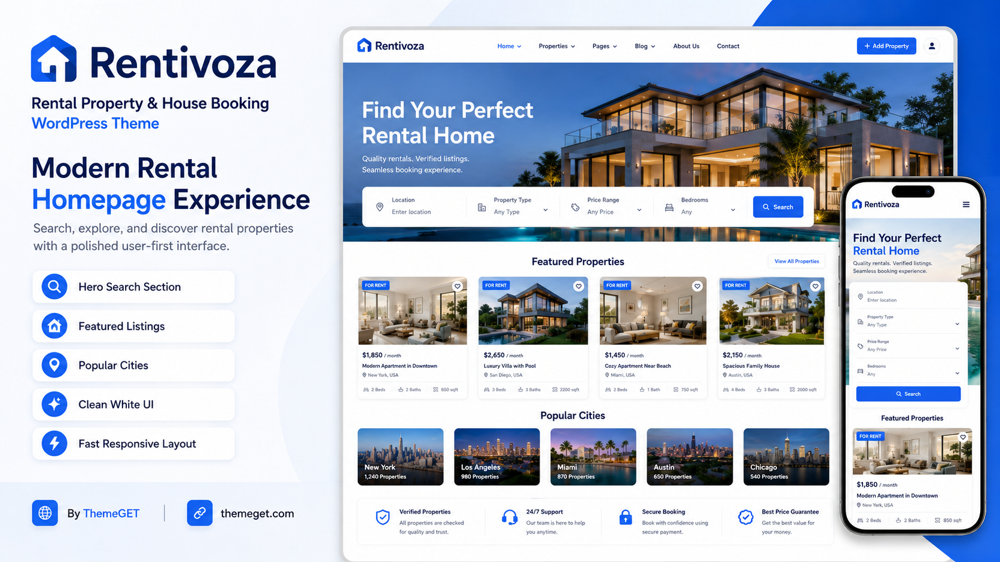 Rentivoza
Rental Property & House Booking
WordPress Theme
Modern Rental
Homepage Experience
Search, explore, and discover rental properties
with a polished user-first interface.
Hero Search Section
Featured Listings
Popular Cities
Clean White UI
Fast Responsive Layout
By ThemeGET
themeget.com
Rentivoza
Home
Properties
Pages
Blog
About Us
Contact
+ Add Property
Find Your Perfect
Rental Home
Quality rentals. Verified listings.
Seamless booking experience.
Location
Enter location
Property Type
Any Type
Price Range
Any Price
Bedrooms
Any
Search
Featured Properties
View All Properties
FOR RENT
$1,850 / month
Modern Apartment in Downtown
New York, USA
2 Beds
2 Baths
850 sqft
FOR RENT
$2,650 / month
Luxury Villa with Pool
San Diego, USA
3 Beds
3 Baths
2200 sqft
FOR RENT
$1,450 / month
Cozy Apartment Near Beach
Miami, USA
2 Beds
1 Bath
750 sqft
FOR RENT
$2,150 / month
Spacious Family House
Austin, USA
4 Beds
3 Baths
2000 sqft
Popular Cities
New York
1,240 Properties
Los Angeles
980 Properties
Miami
870 Properties
Austin
650 Properties
Chicago
540 Properties
Verified Properties
All properties are checked
for quality and trust.
24/7 Support
Our team is here to help
you anytime.
Secure Booking
Book with confidence using
secure payment.
Best Price Guarantee
Get the best value for
your money.
Rentivoza
Find Your Perfect
Rental Home
Quality rentals. Verified listings.
Seamless booking experience.
Location
Enter location
Property Type
Any Type
Price Range
Any Price
Bedrooms
Any
Search
Featured Properties
FOR RENT
$1,850 / month
Modern Apartment in Downtown
New York, USA
2 Beds
2 Baths
850 sqft